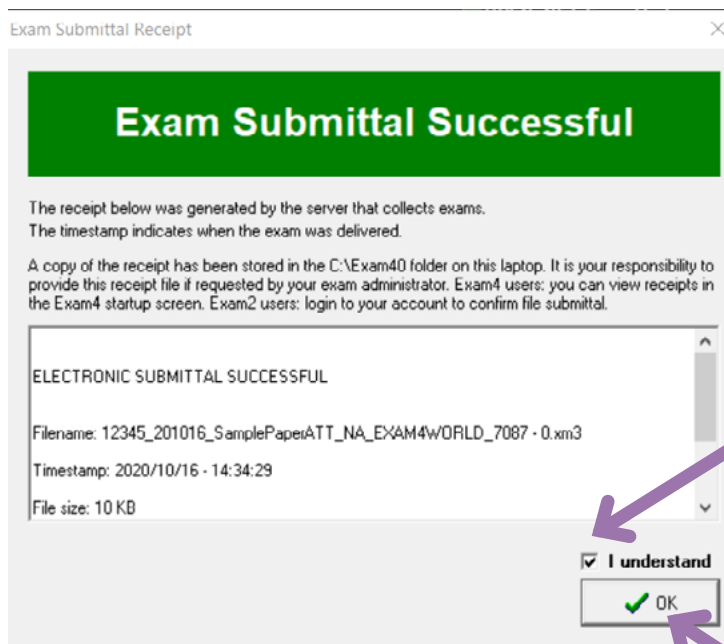 Exam Submittal Receipt
Exam Submittal Successful
The receipt below was generated by the server that collects exams.
The timestamp indicates when the exam was delivered.
A copy of the receipt has been stored in the C:\Exam40 folder on this laptop. It is your responsibility to
provide this receipt file if requested by your exam administrator. Exam4 users: you can view receipts in
the Exam4 startup screen. Exam2 users: login to your account to confirm file submittal.
ELECTRONIC SUBMITTAL SUCCESSFUL
Filename: 12345_201016_SamplePaperATT_NA_EXAM4WORLD_7087 - 0.xm3
Timestamp: 2020/10/16 - 14:34:29
File size: 10 KB
I understand
OK